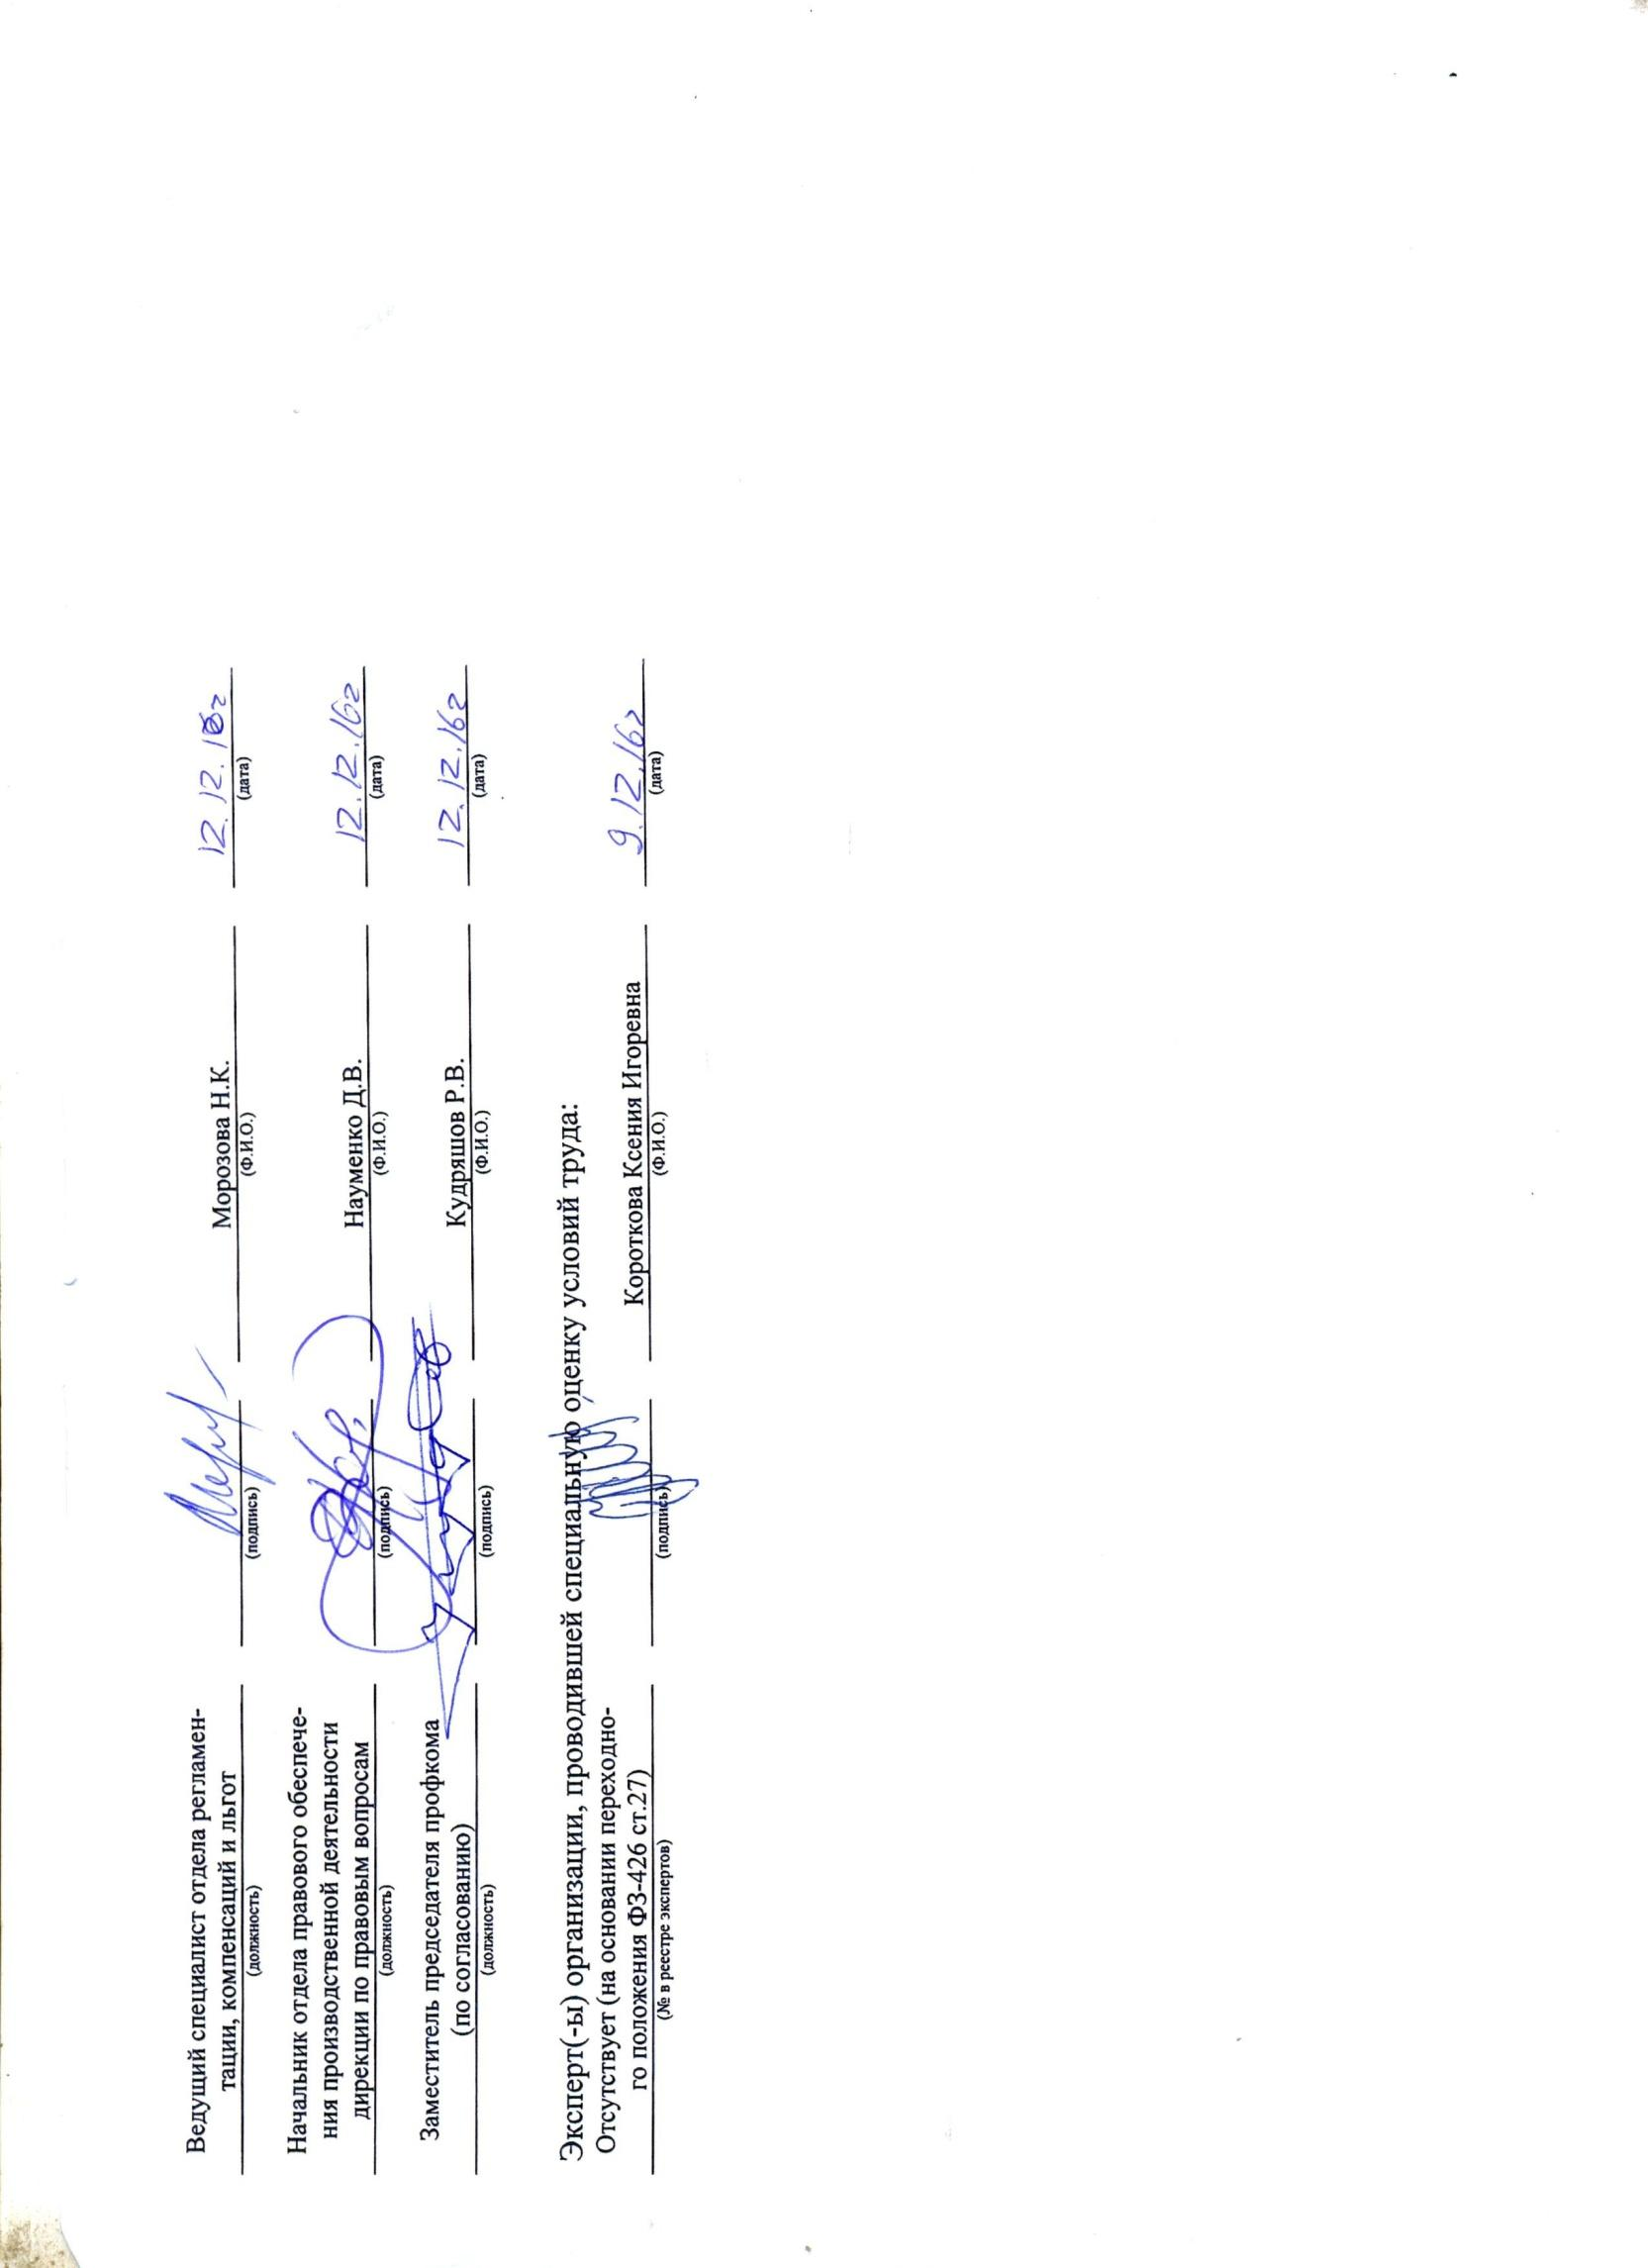 Ведущий специалист отдела регламен-
тации, компенсаций и льгот Морозова Н.К. 12.12.16г
(должность) (подпись) (Ф.И.О.) (дата)
Начальник отдела правового обеспече-
ния производственной деятельности
дирекции по правовым вопросам Науменко Д.В. 12.12.16г
(должность) (подпись) (Ф.И.О.) (дата)
Заместитель председателя профкома
(по согласованию) Кудряшов Р.В. 12.12.16г
(должность) (подпись) (Ф.И.О.) (дата)
Эксперт(-ы) организации, проводившей специальную оценку условий труда:
Отсутствует (на основании переходно-
го положения ФЗ-426 ст.27) Короткова Ксения Игоревна 9.12.16г
(№ в реестре экспертов) (подпись) (Ф.И.О.) (дата)